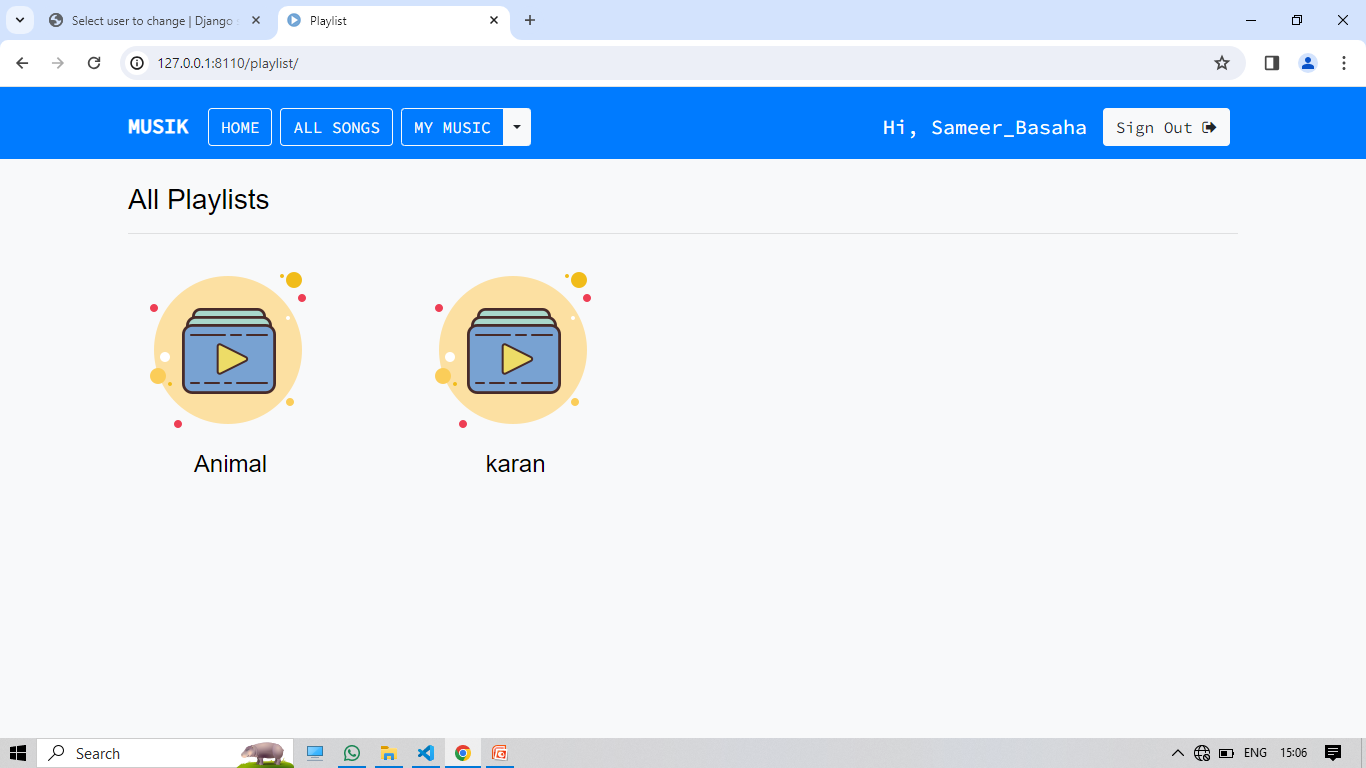 Select user to change | Django s
Playlist
127.0.0.1:8110/playlist/
MUSIK HOME ALL SONGS MY MUSIC Hi, Sameer_Basaha Sign Out
All Playlists
Animal karan
Search ENG 15:06